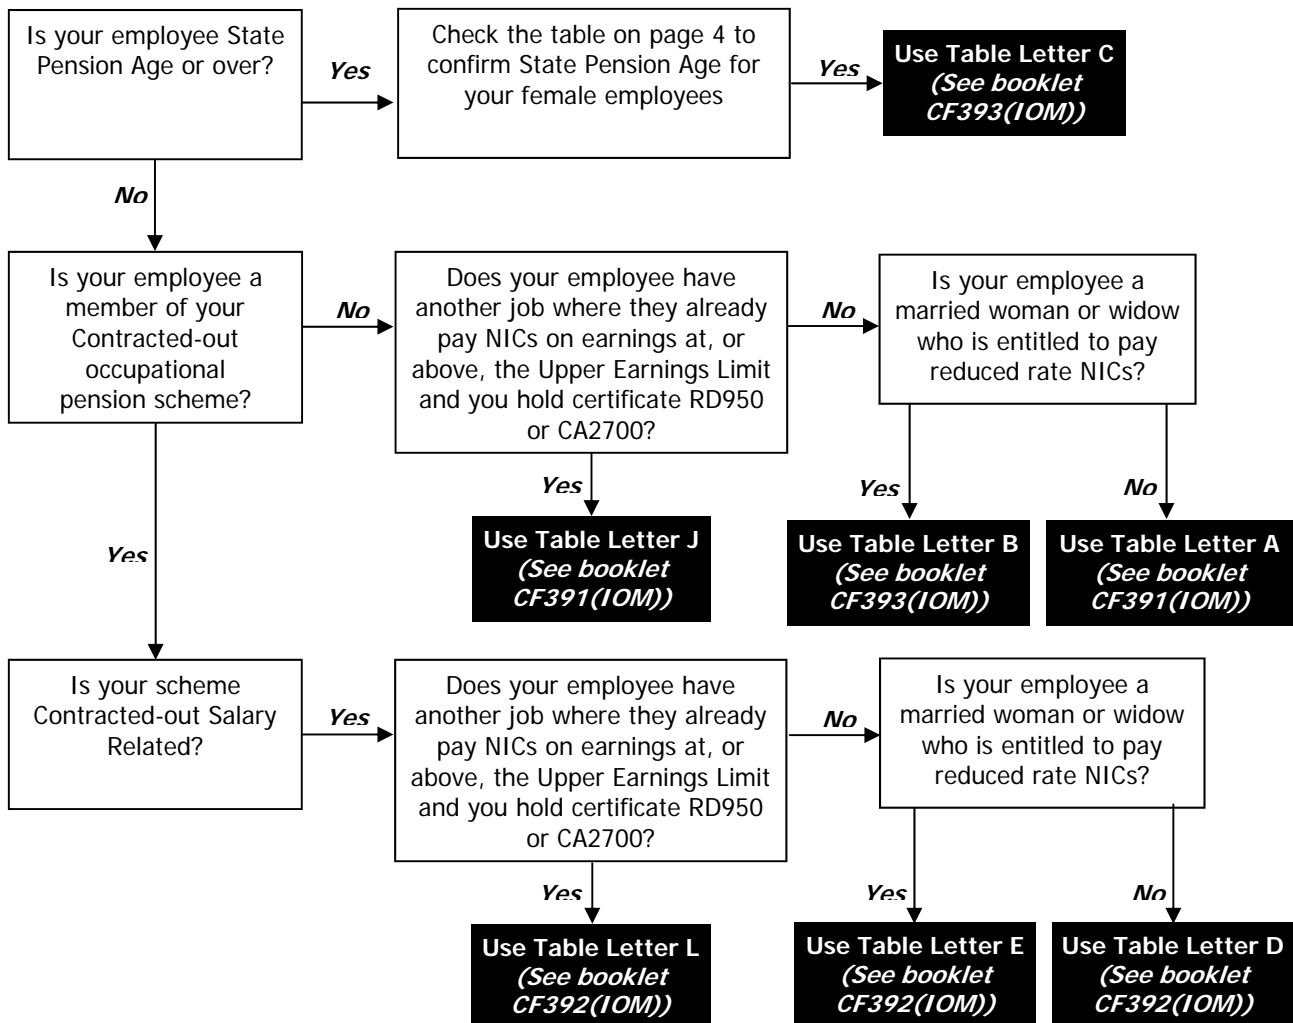 Is your employee State
Pension Age or over?
Yes
Check the table on page 4 to
confirm State Pension Age for
your female employees
Yes
Use Table Letter C
(See booklet
CF393(IOM))
No
Is your employee a
member of your
Contracted-out
occupational
pension scheme?
No
Does your employee have
another job where they already
pay NICs on earnings at, or
above, the Upper Earnings Limit
and you hold certificate RD950
or CA2700?
No
Is your employee a
married woman or widow
who is entitled to pay
reduced rate NICs?
Yes
Use Table Letter J
(See booklet
CF391(IOM))
Yes
Use Table Letter B
(See booklet
CF393(IOM))
No
Use Table Letter A
(See booklet
CF391(IOM))
Yes
Is your scheme
Contracted-out Salary
Related?
Yes
Does your employee have
another job where they already
pay NICs on earnings at, or
above, the Upper Earnings Limit
and you hold certificate RD950
or CA2700?
No
Is your employee a
married woman or widow
who is entitled to pay
reduced rate NICs?
Yes
Use Table Letter L
(See booklet
CF392(IOM))
Yes
Use Table Letter E
(See booklet
CF392(IOM))
No
Use Table Letter D
(See booklet
CF392(IOM))